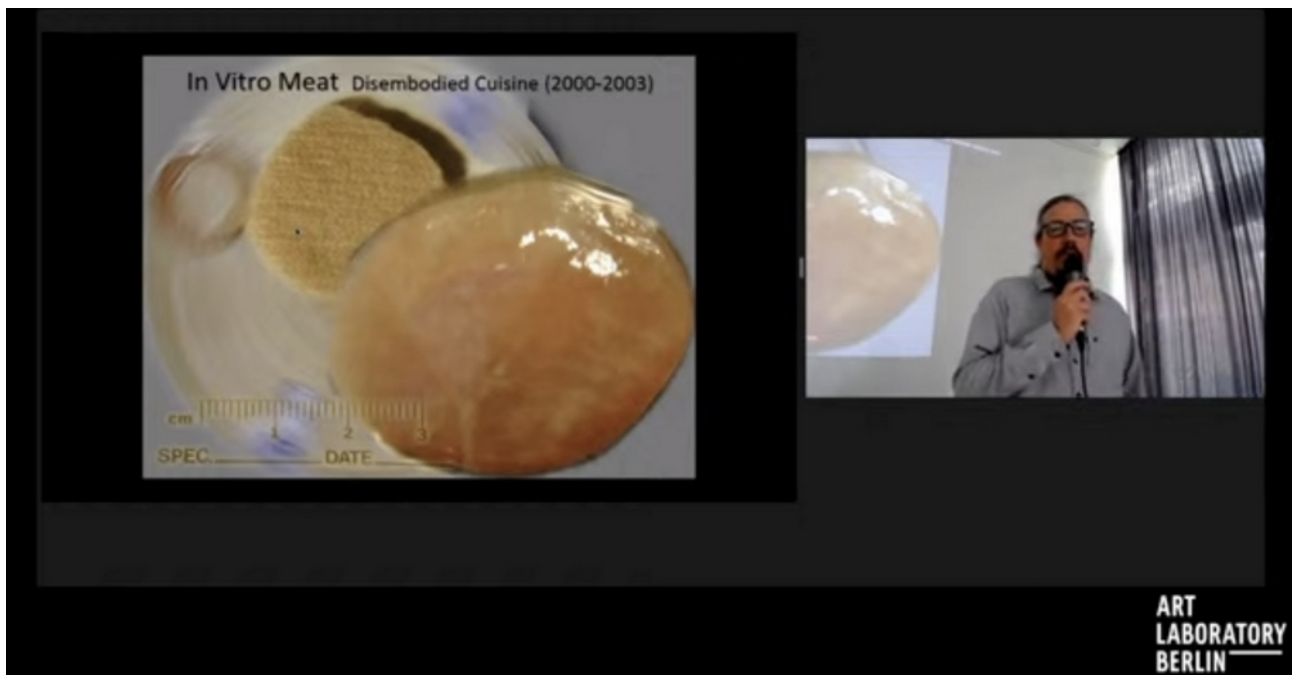 In Vitro Meat Disembodied Cuisine (2000-2003)
cm 1 2 3
SPEC. DATE
ART
LABORATORY
BERLIN